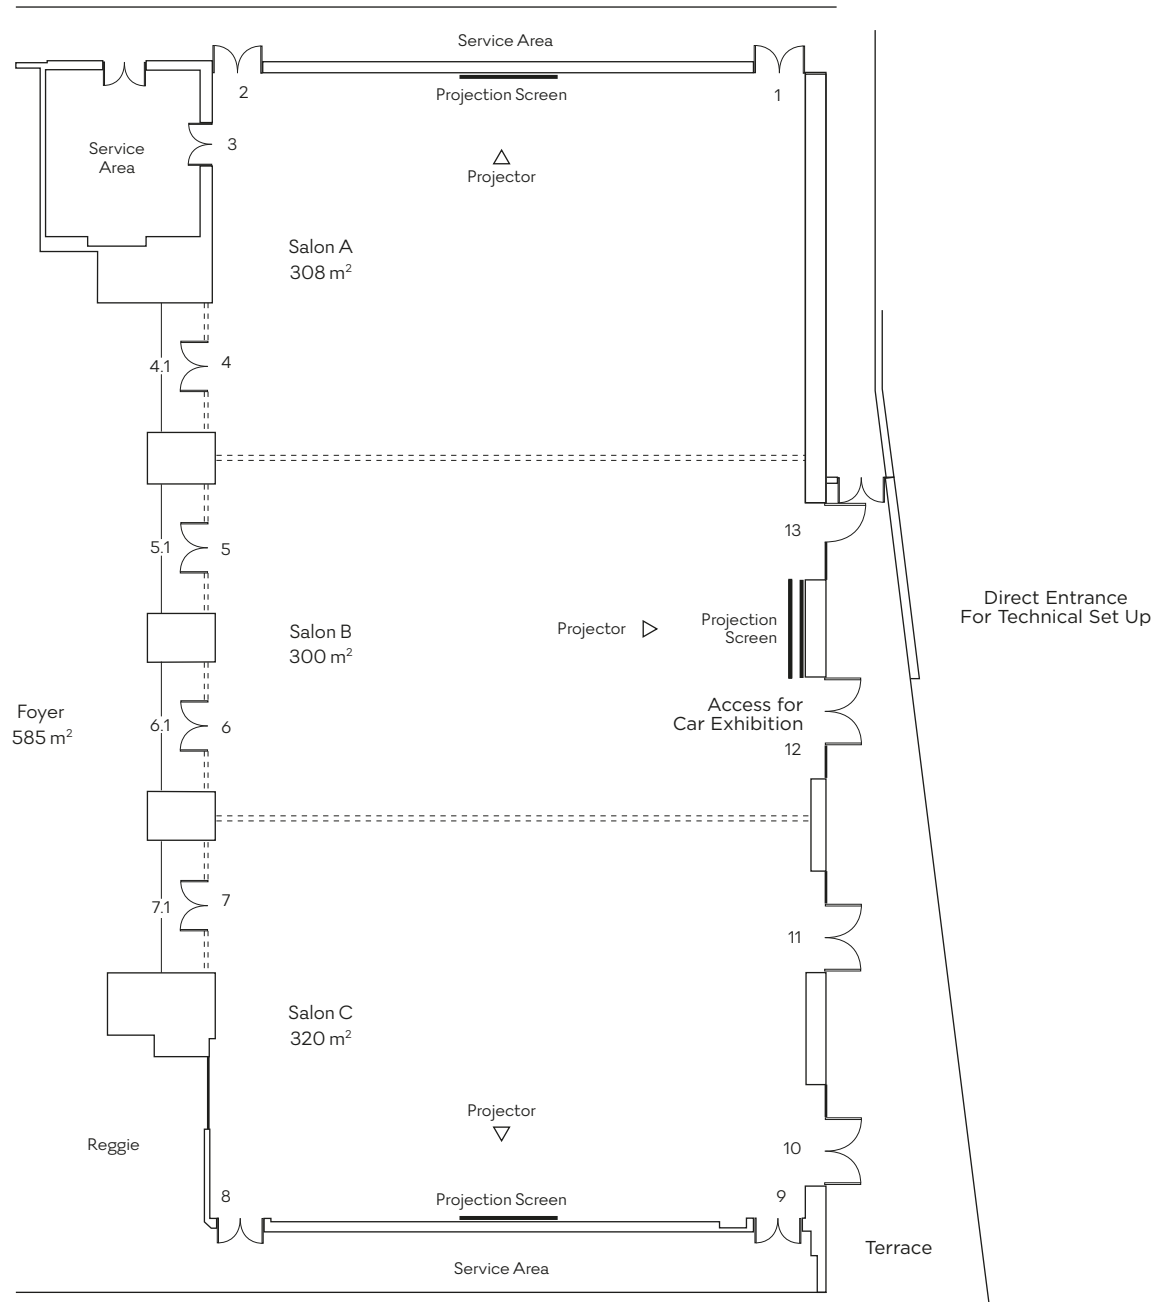 Service Area
2
Projection Screen
1
3
Service
Area
Projector
Salon A
308 m²
4.1
4
13
5.1
5
Direct Entrance
For Technical Set Up
Projection
Screen
Projector
Salon B
300 m²
Foyer
585 m²
6.1
6
Access for
Car Exhibition
12
7.1
7
11
Salon C
320 m²
Projector
Reggie
10
8
Projection Screen
9
Terrace
Service Area